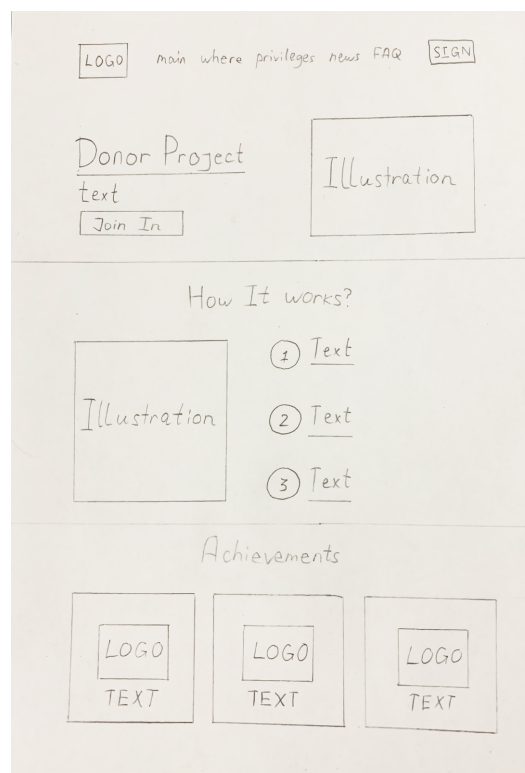 LOGO main where privileges news FAQ SIGN
Donor Project
text
Join In
Illustration
How It works?
Illustration
1 Text
2 Text
3 Text
Achievements
LOGO LOGO LOGO
TEXT TEXT TEXT